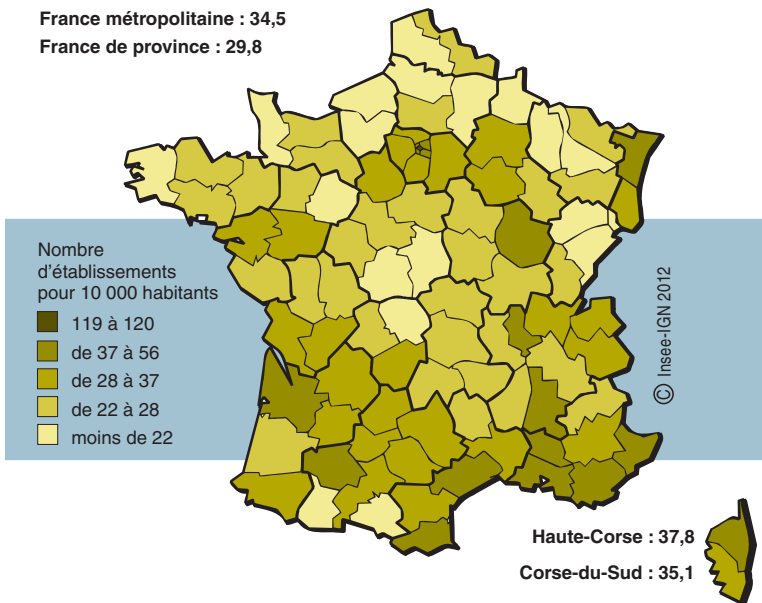 France métropolitaine : 34,5
France de province : 29,8
Nombre
d'établissements
pour 10 000 habitants
119 à 120
de 37 à 56
de 28 à 37
de 22 à 28
moins de 22
© Insee-IGN 2012
Haute-Corse : 37,8
Corse-du-Sud : 35,1